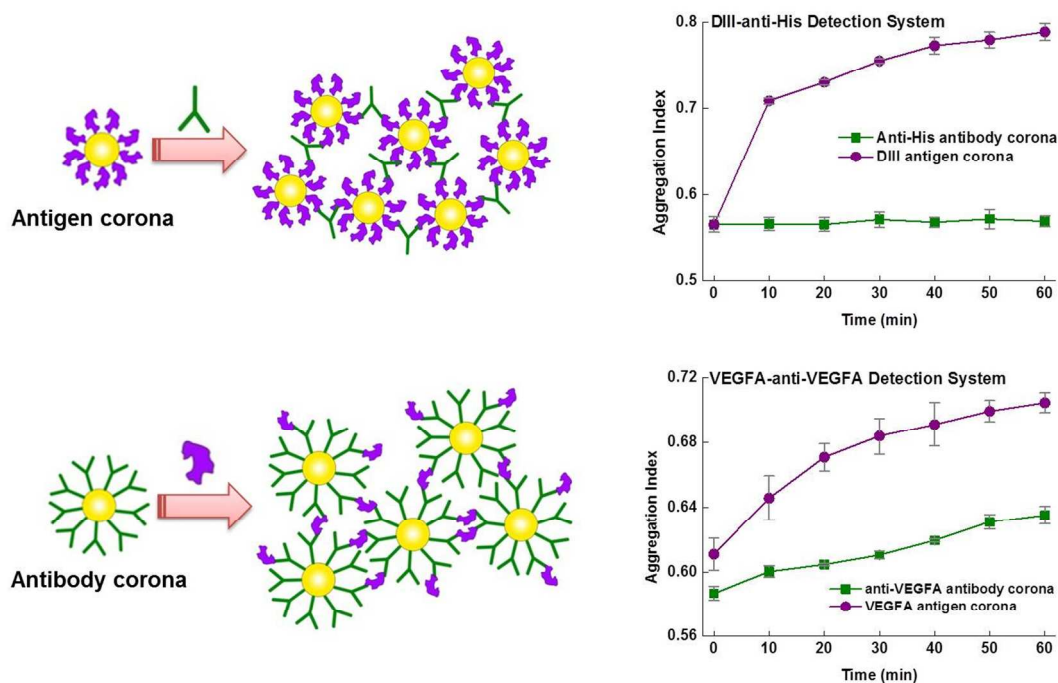 Antigen corona
Antibody corona
DIII-anti-His Detection System
0.8
0.7
0.6
0.5
Aggregation Index
Anti-His antibody corona
DIII antigen corona
0 10 20 30 40 50 60
Time (min)
VEGFA-anti-VEGFA Detection System
0.72
0.68
0.64
0.60
0.56
Aggregation Index
anti-VEGFA antibody corona
VEGFA antigen corona
0 10 20 30 40 50 60
Time (min)